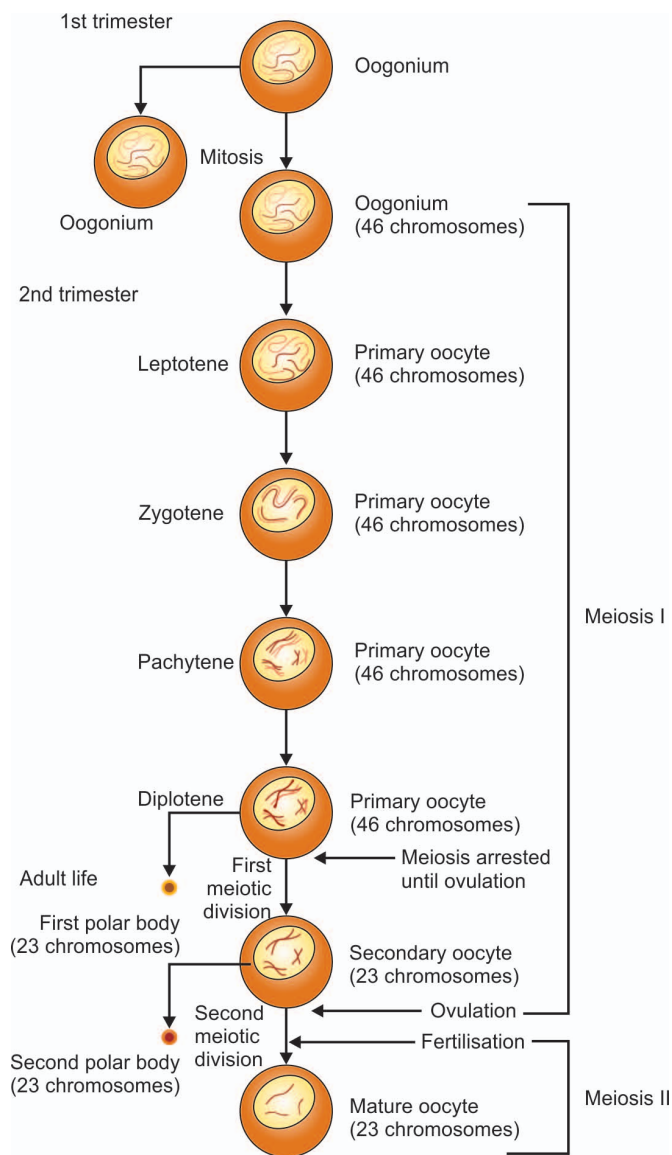 1st trimester
Oogonium
Mitosis
Oogonium
Oogonium
(46 chromosomes)
2nd trimester
Leptotene
Primary oocyte
(46 chromosomes)
Zygotene
Primary oocyte
(46 chromosomes)
Meiosis I
Pachytene
Primary oocyte
(46 chromosomes)
Diplotene
Primary oocyte
(46 chromosomes)
Meiosis arrested
until ovulation
Adult life
First
meiotic
division
First polar body
(23 chromosomes)
Secondary oocyte
(23 chromosomes)
Ovulation
Second
meiotic
division
Fertilisation
Second polar body
(23 chromosomes)
Meiosis II
Mature oocyte
(23 chromosomes)